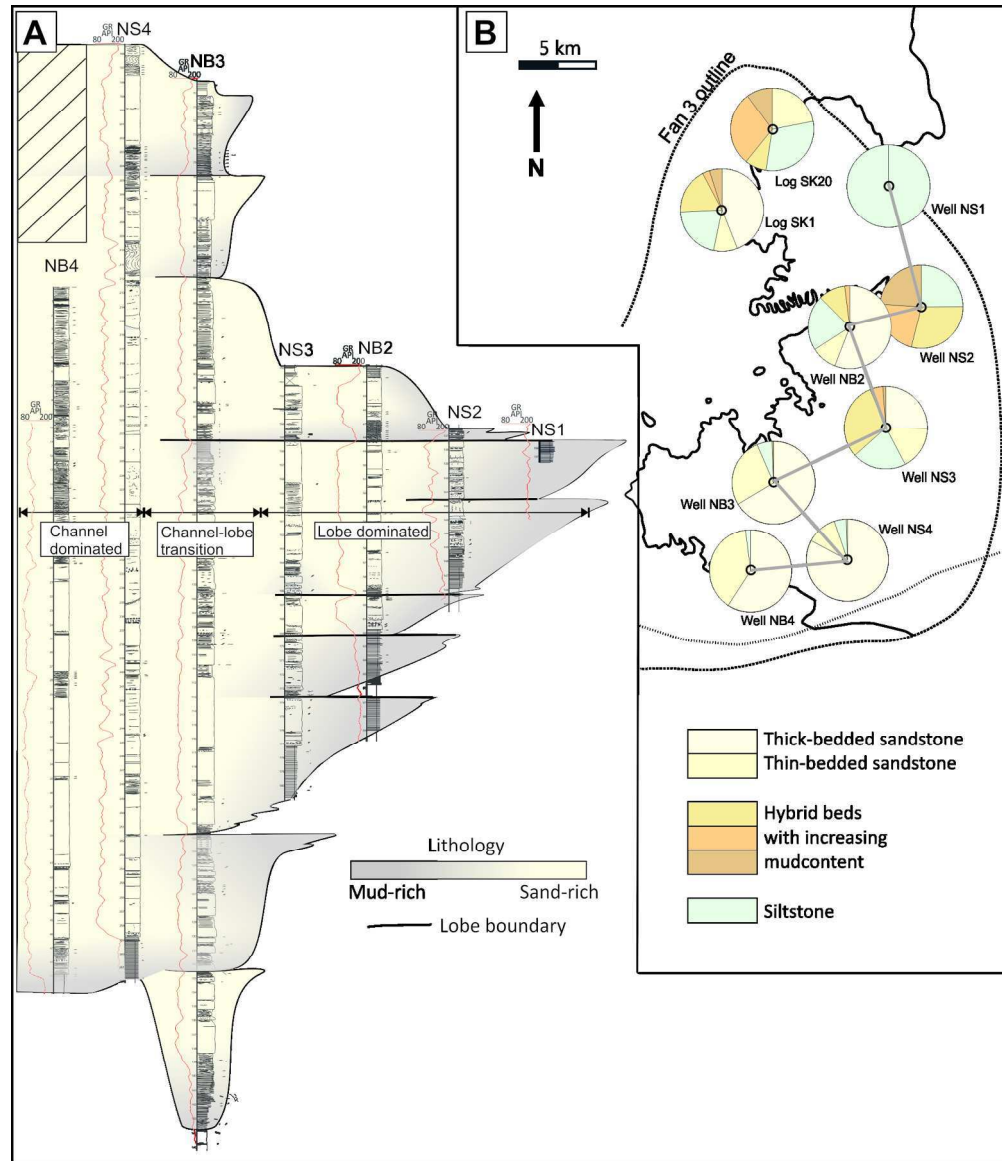 A
GR
API
80 200
NS4
GR
API
80 200
NB3
NB4
GR
API
80 200
NS3
GR
API
80 200
NB2
GR
API
80 200
NS2
GR
API
80 200
NS1
Channel
dominated
Channel-lobe
transition
Lobe dominated
Lithology
Mud-rich
Sand-rich
Lobe boundary
B
5 km
N
Fan 3 outline
Log SK20
Log SK1
Well NS1
Well NS2
Well NB2
Well NS3
Well NB3
Well NS4
Well NB4
Thick-bedded sandstone
Thin-bedded sandstone
Hybrid beds
with increasing
mudcontent
Siltstone